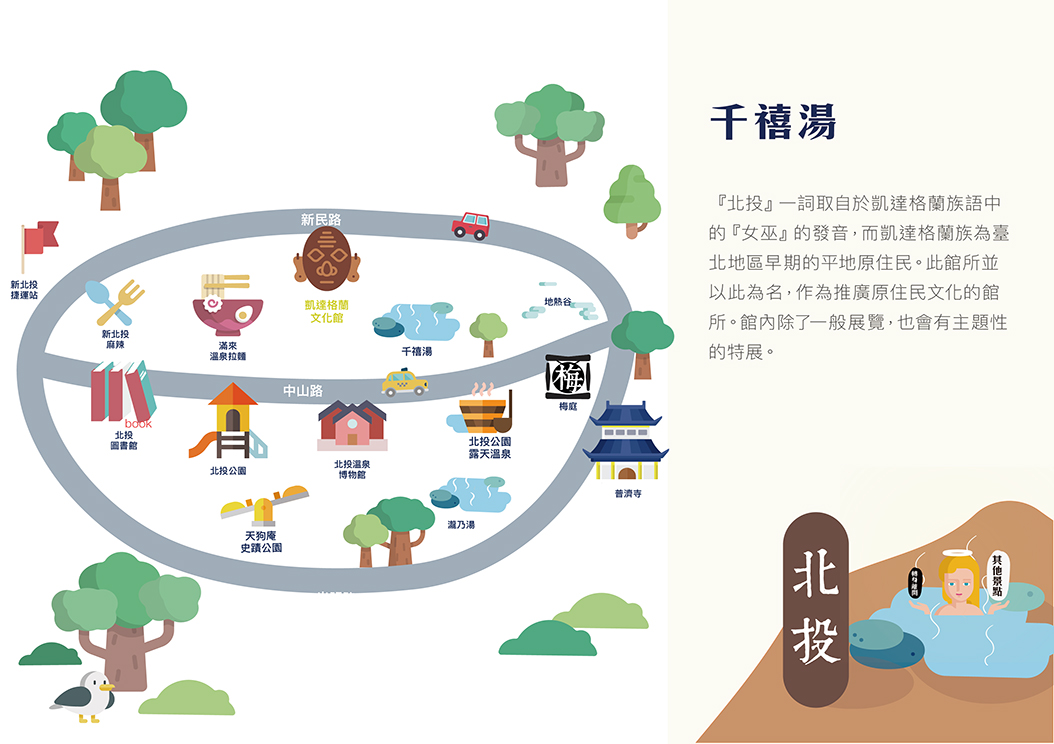 新民路
新北投
捷運站
凱達格蘭
文化館
地熱谷
新北投
麻辣
滿來
溫泉拉麵
千禧湯
中山路
梅
梅庭
book
北投
圖書館
北投公園
北投溫泉
博物館
北投公園
露天溫泉
普濟寺
天狗庵
史蹟公園
瀧乃湯
千禧湯
『北投』一詞取自於凱達格蘭族語中
的『女巫』的發音，而凱達格蘭族為臺
北地區早期的平地原住民。此館所並
以此為名，作為推廣原住民文化的館
所。館內除了一般展覽，也會有主題性
的特展。
北投
轉身離開
其他景點